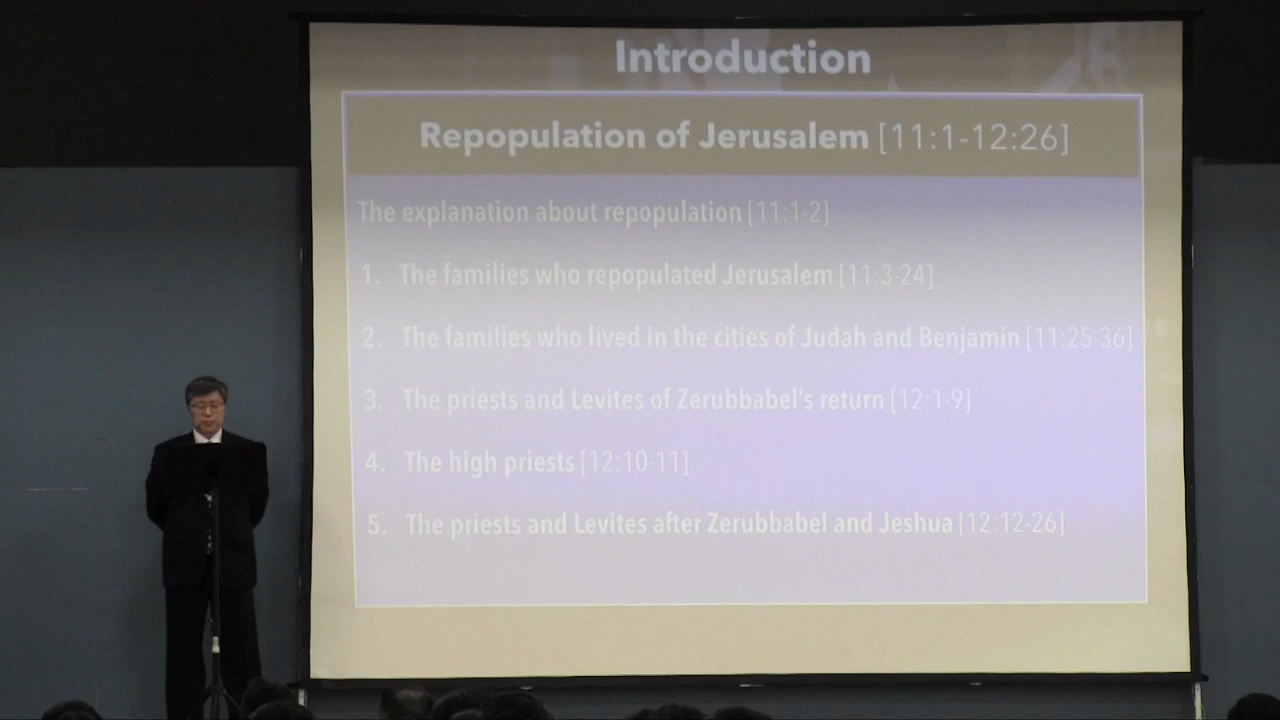 Introduction
Repopulation of Jerusalem [11:1-12:26]
The explanation about repopulation [11:1-2]
1. The families who repopulated Jerusalem [11:3-24]
2. The families who lived in the cities of Judah and Benjamin [11:25-36]
3. The priests and Levites of Zerubbabel's return [12:1-9]
4. The high priests [12:10-11]
5. The priests and Levites after Zerubbabel and Jeshua [12:12-26]